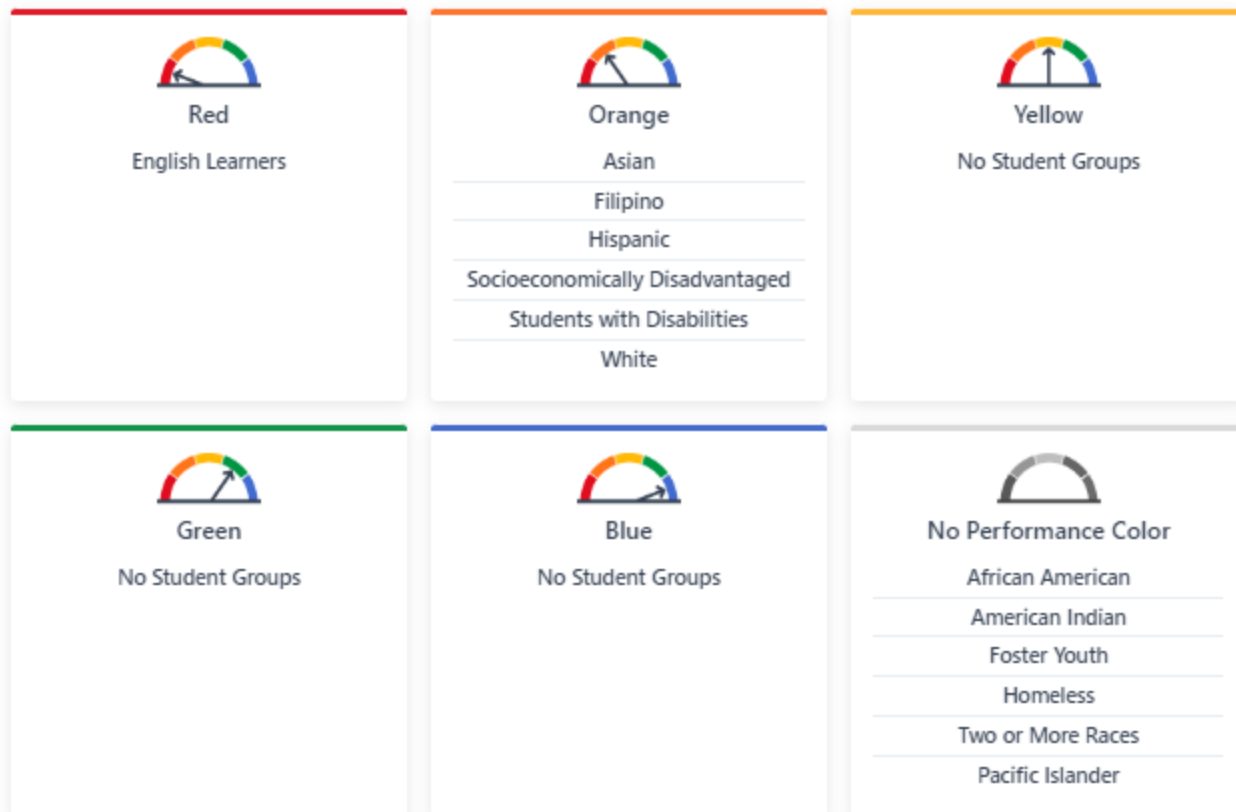 Red
English Learners
Orange
Asian
Filipino
Hispanic
Socioeconomically Disadvantaged
Students with Disabilities
White
Yellow
No Student Groups
Green
No Student Groups
Blue
No Student Groups
No Performance Color
African American
American Indian
Foster Youth
Homeless
Two or More Races
Pacific Islander